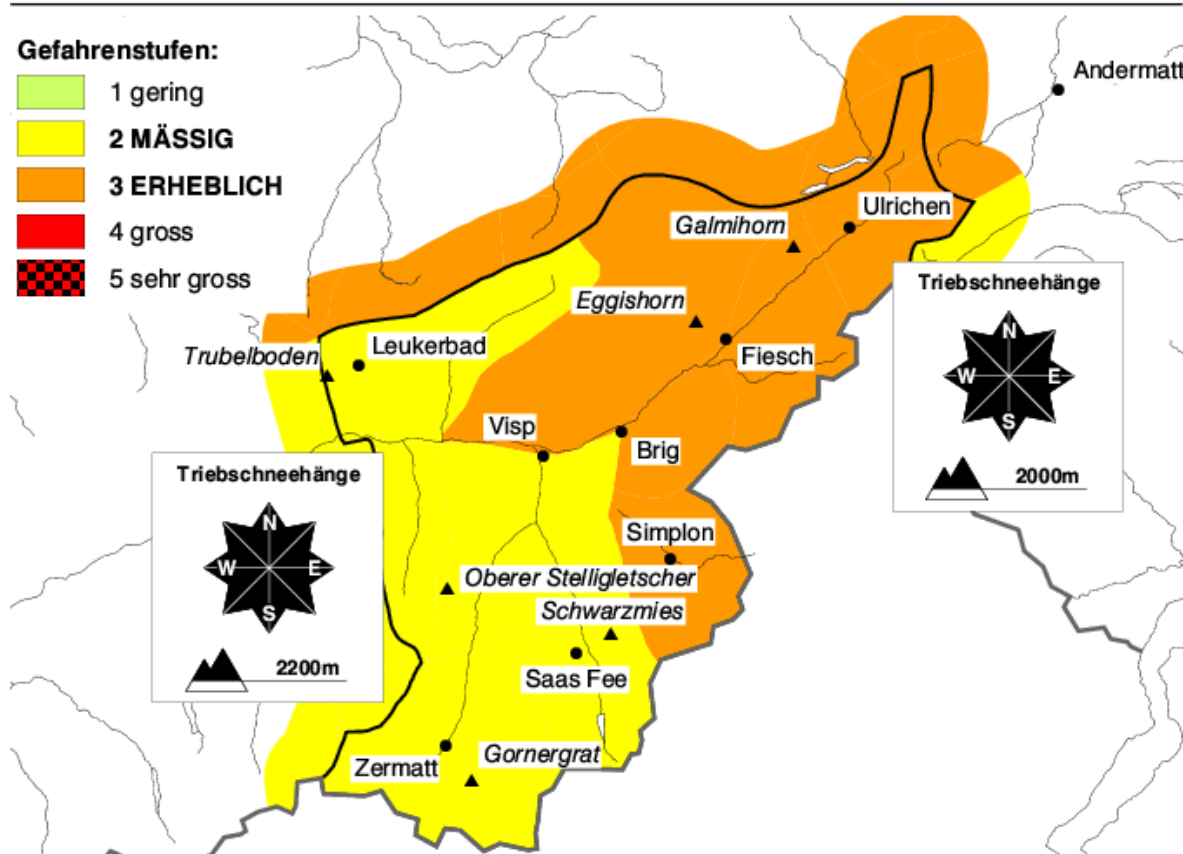 Gefahrenstufen:
1 gering
2 MÄSSIG
3 ERHEBLICH
4 gross
5 sehr gross
Andermatt
Ulrichen
Galmihorn
Eggishorn
Fiesch
Trubelboden
Leukerbad
Visp
Brig
Simplon
Oberer Stelligletscher
Schwarzmies
Saas Fee
Zermatt
Gornergrat
Triebschneehänge
N
W E
S
2000m
Triebschneehänge
N
W E
S
2200m